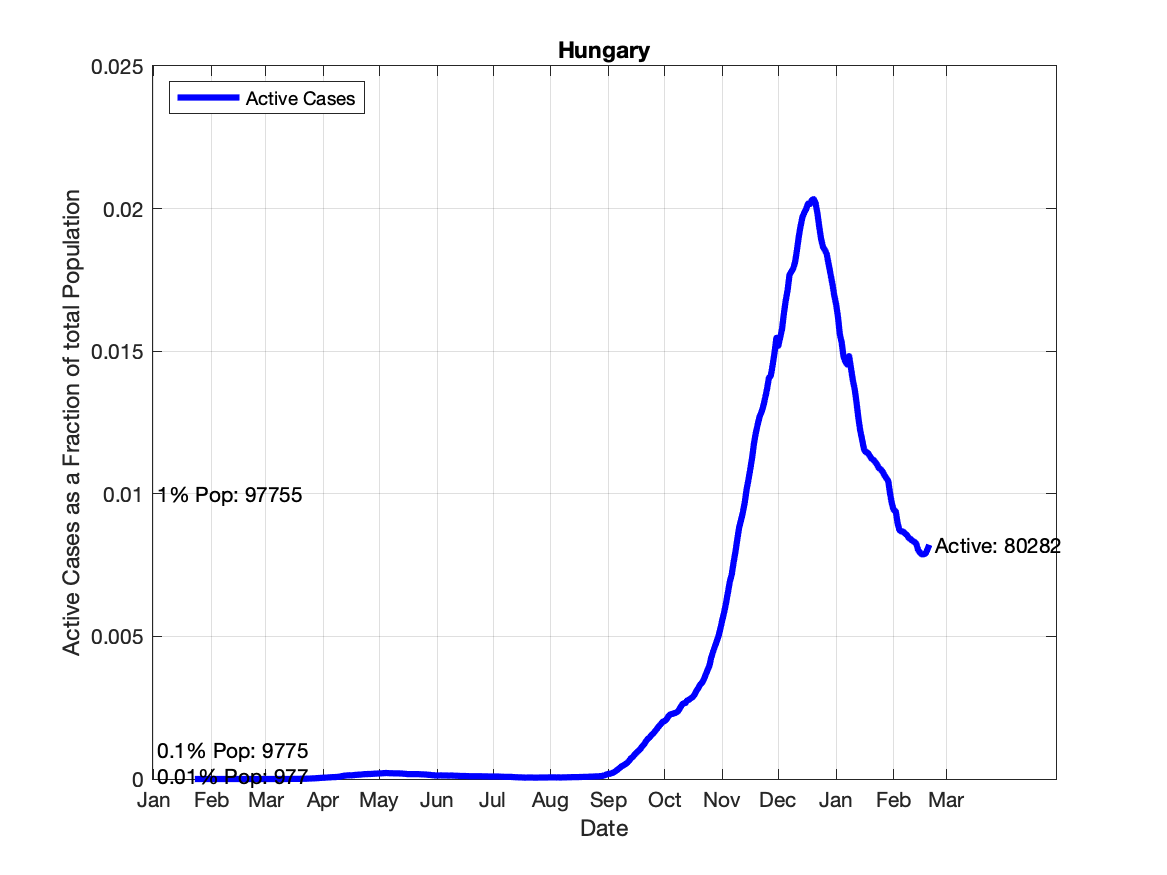 Hungary
Active Cases
0.025
0.02
0.015
0.01
0.005
0
Active Cases as a Fraction of total Population
1% Pop: 97755
0.1% Pop: 9775
0.01% Pop: 977
Active: 80282
Jan Feb Mar Apr May Jun Jul Aug Sep Oct Nov Dec Jan Feb Mar
Date